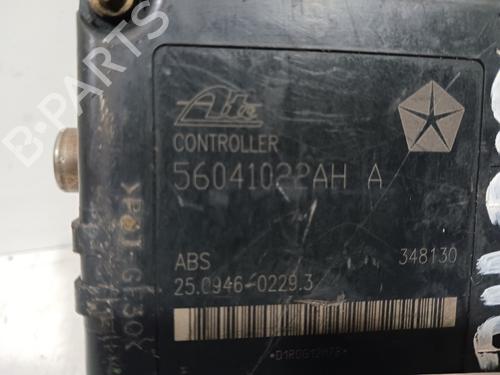 B-PARTS
Ate
CONTROLLER
56041022AH A
ABS 348130
25.0946-0229.3